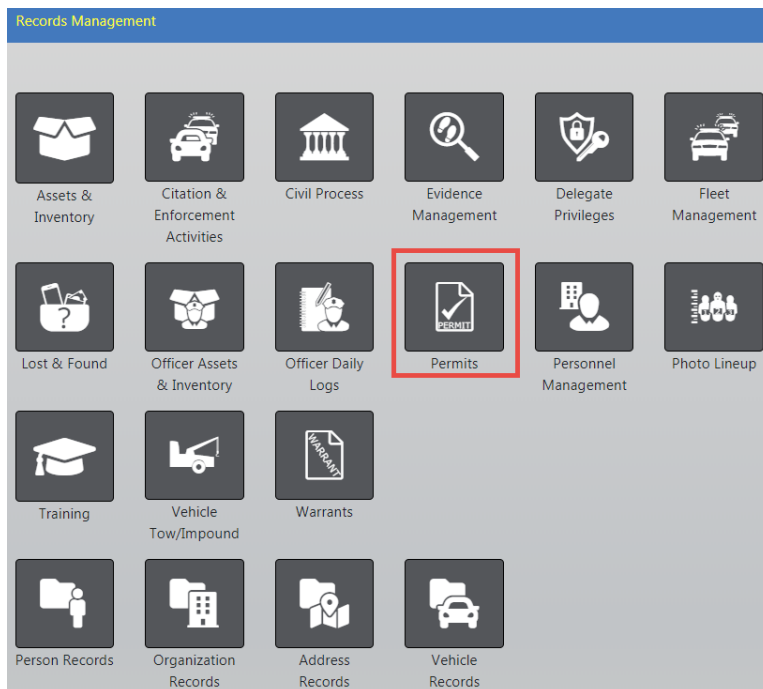 Records Management
Assets &
Inventory
Citation &
Enforcement
Activities
Civil Process
Evidence
Management
Delegate
Privileges
Fleet
Management
?
Lost & Found
Officer Assets
& Inventory
Officer Daily
Logs
PERMIT
Permits
Personnel
Management
Photo Lineup
Training
Vehicle
Tow/Impound
WARRANT
Warrants
Person Records
Organization
Records
Address
Records
Vehicle
Records